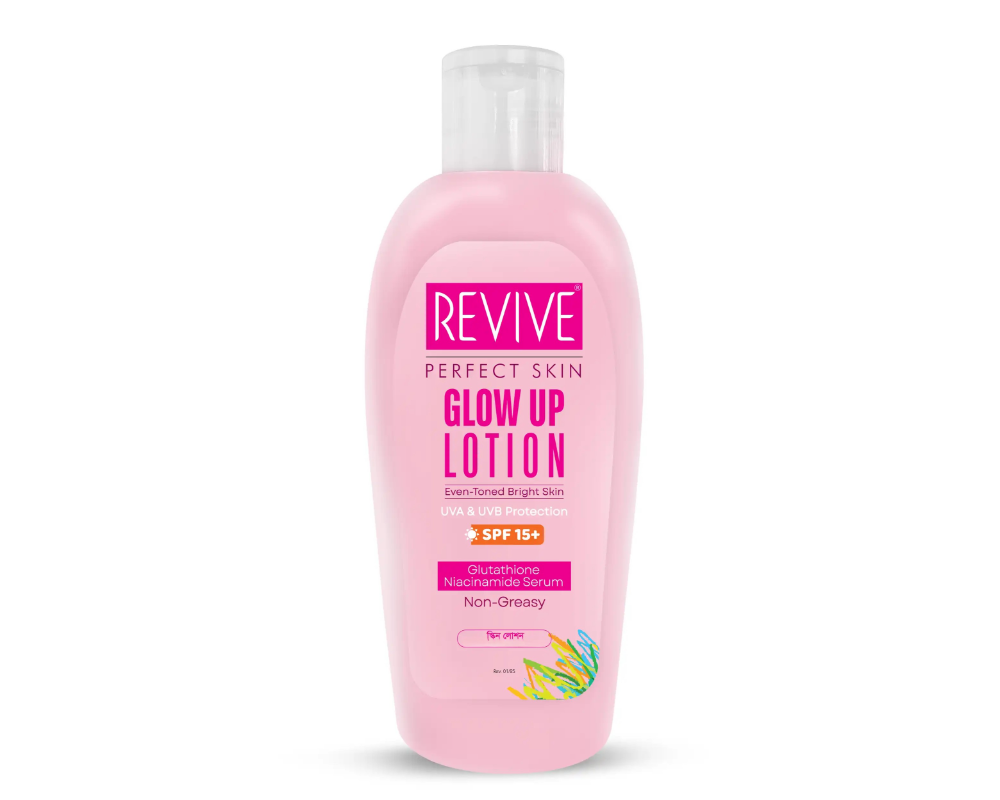 REVIVE®
PERFECT SKIN
GLOW UP
LOTION
Even-Toned Bright Skin
UVA & UVB Protection
SPF 15+
Glutathione
Niacinamide Serum
Non-Greasy
স্কিন লোশন
Rev. 01/85